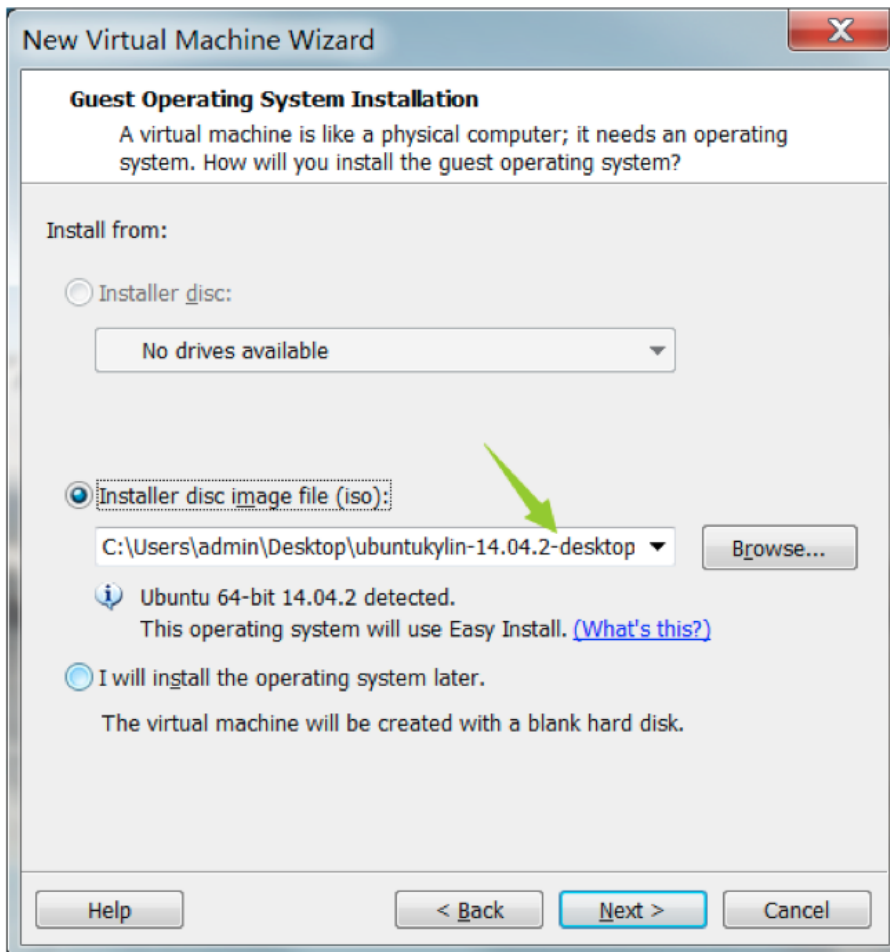 New Virtual Machine Wizard
Guest Operating System Installation
A virtual machine is like a physical computer; it needs an operating
system. How will you install the guest operating system?
Install from:
Installer disc:
No drives available
Installer disc image file (iso):
C:\Users\admin\Desktop\ubuntukylin-14.04.2-desktop
Browse...
Ubuntu 64-bit 14.04.2 detected.
This operating system will use Easy Install. (What's this?)
I will install the operating system later.
The virtual machine will be created with a blank hard disk.
Help < Back Next > Cancel